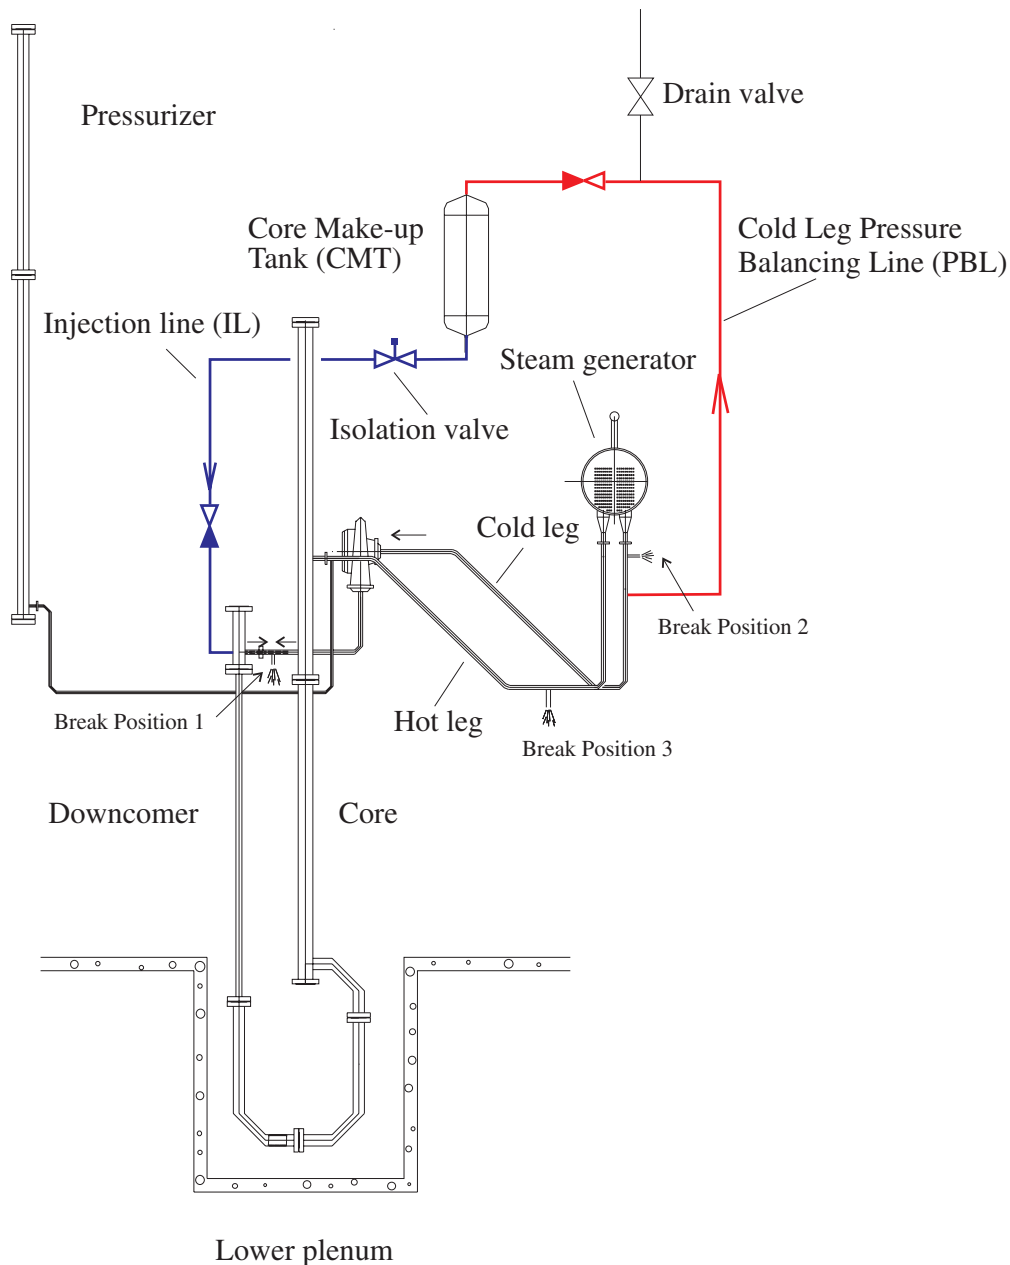 Drain valve
Pressurizer
Core Make-up
Tank (CMT)
Cold Leg Pressure
Balancing Line (PBL)
Injection line (IL)
Steam generator
Isolation valve
Cold leg
Break Position 2
Break Position 1
Hot leg
Break Position 3
Downcomer
Core
Lower plenum